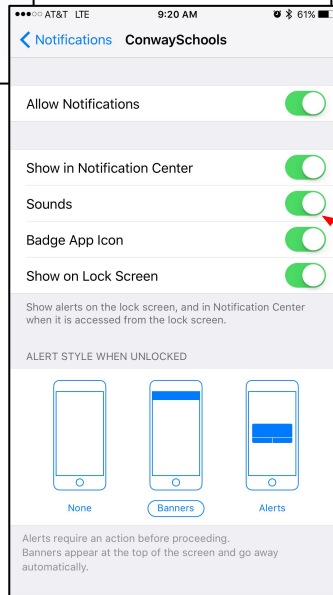 AT&T LTE 9:20 AM 61%
Notifications ConwaySchools
Allow Notifications
Show in Notification Center
Sounds
Badge App Icon
Show on Lock Screen
Show alerts on the lock screen, and in Notification Center
when it is accessed from the lock screen.
ALERT STYLE WHEN UNLOCKED
None Banners Alerts
Alerts require an action before proceeding.
Banners appear at the top of the screen and go away
automatically.